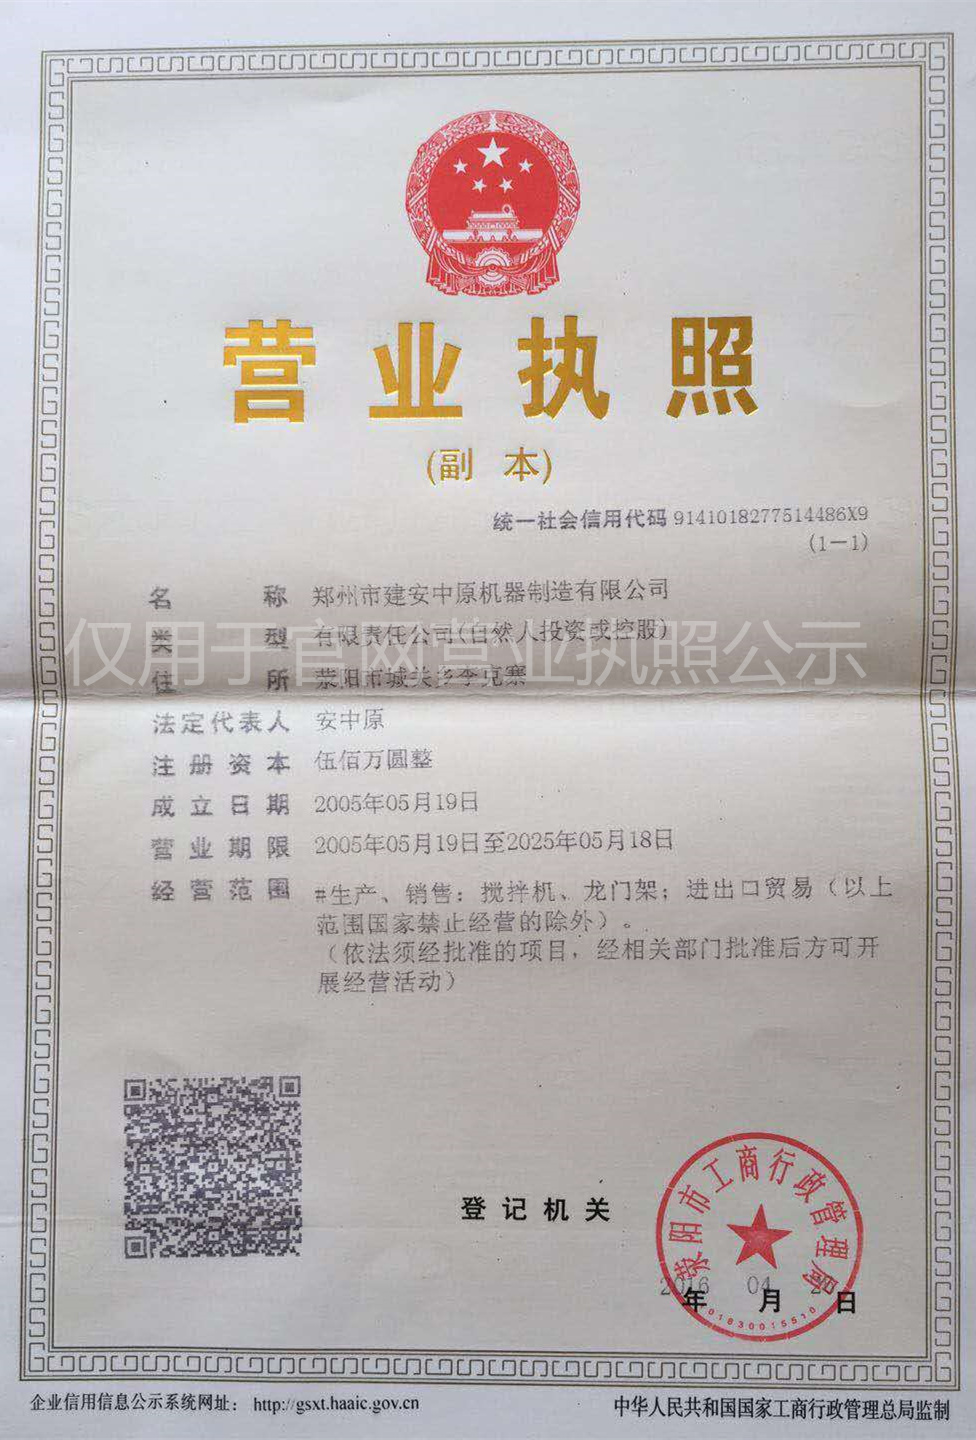 营业执照
(副 本)
统一社会信用代码 9141018277514486X9
(1-1)
名 称 郑州市建安中原机器制造有限公司
类 型 有限责任公司(自然人投资或控股)
仅用于官网营业执照公示
住 所 荥阳市城关乡李克寨
法定代表人 安中原
注册资本 伍佰万圆整
成立日期 2005年05月19日
营业期限 2005年05月19日至2025年05月18日
经营范围 #生产、销售：搅拌机、龙门架；进出口贸易（以上
范围国家禁止经营的除外）。
（依法须经批准的项目，经相关部门批准后方可开
展经营活动）
登记机关
荥阳市工商行政管理局
2016 04
年 月 日
企业信用信息公示系统网址： http://gsxt.haaic.gov.cn
中华人民共和国国家工商行政管理总局监制